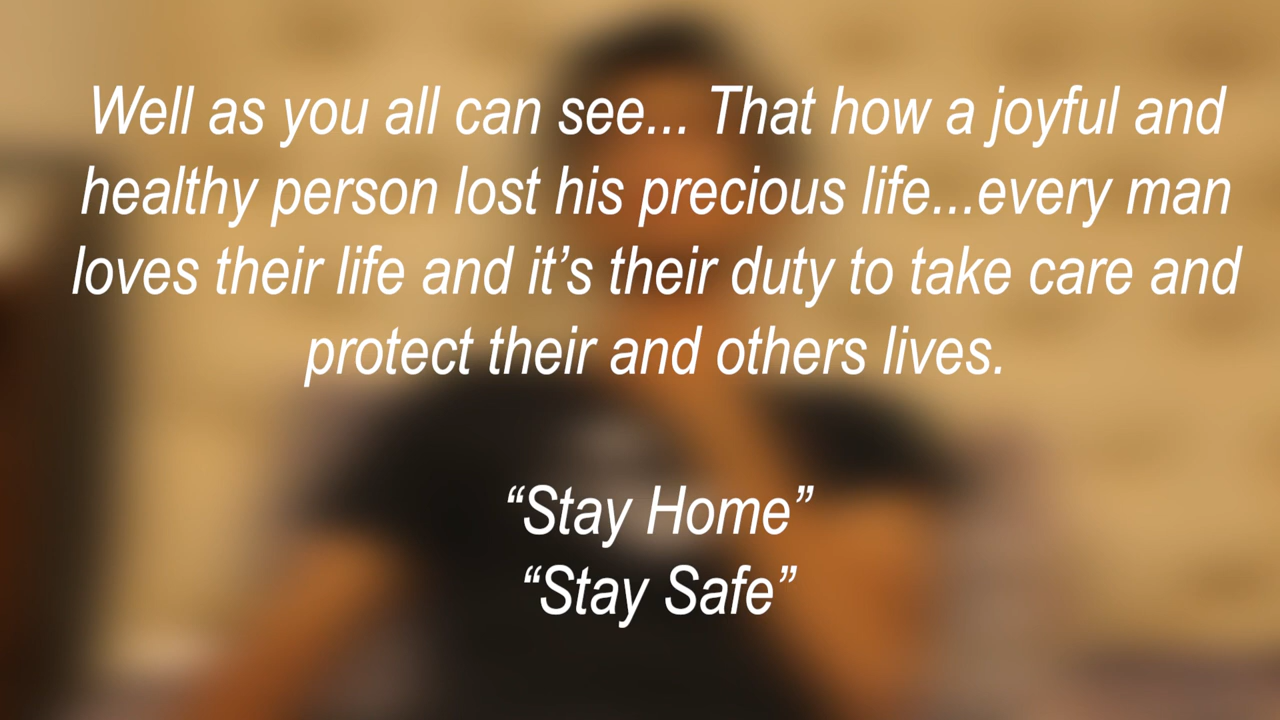 Well as you all can see... That how a joyful and
healthy person lost his precious life...every man
loves their life and it’s their duty to take care and
protect their and others lives.
“Stay Home”
“Stay Safe”